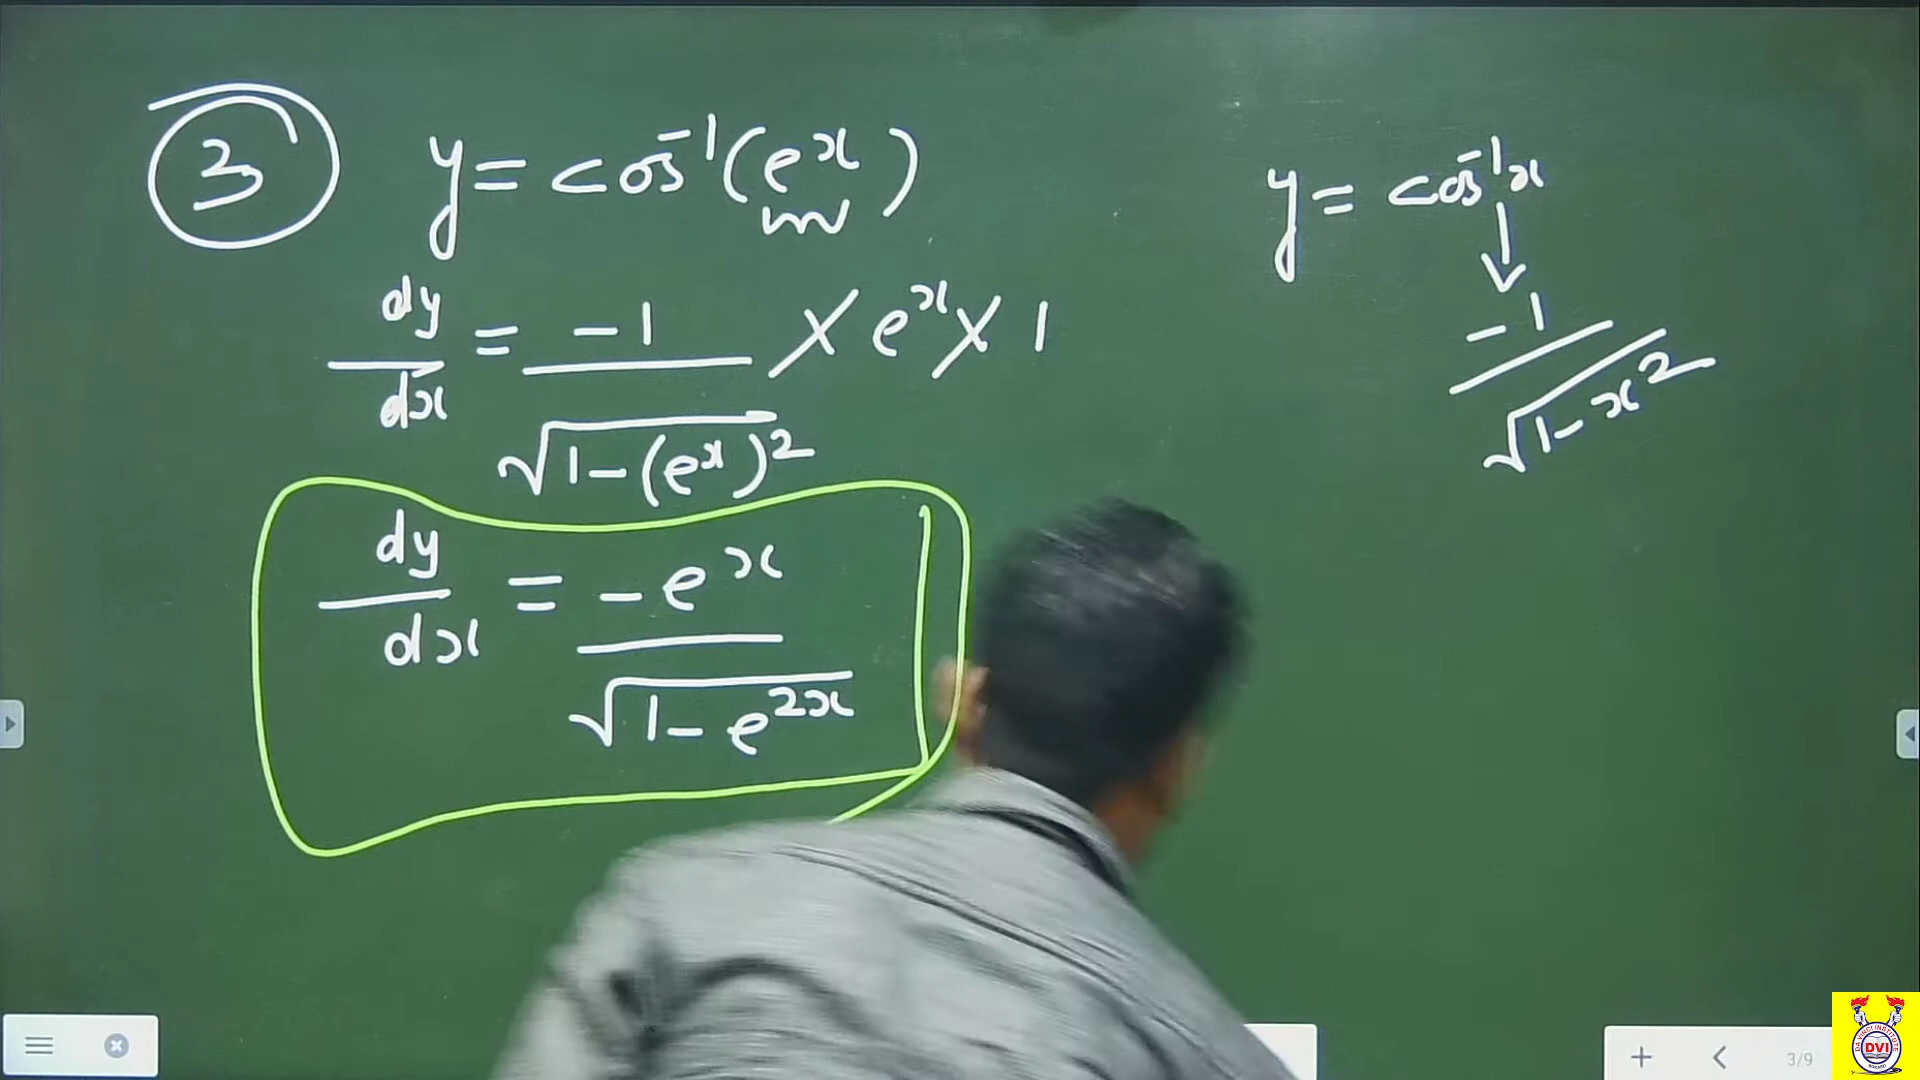 3
y = cos⁻¹(eˣ)
dy/dx = -1/√1-(eˣ)² × eˣ × 1
dy/dx = -eˣ/√1-e²ˣ
y = cos⁻¹x
-1/√1-x²
3/9
DVI